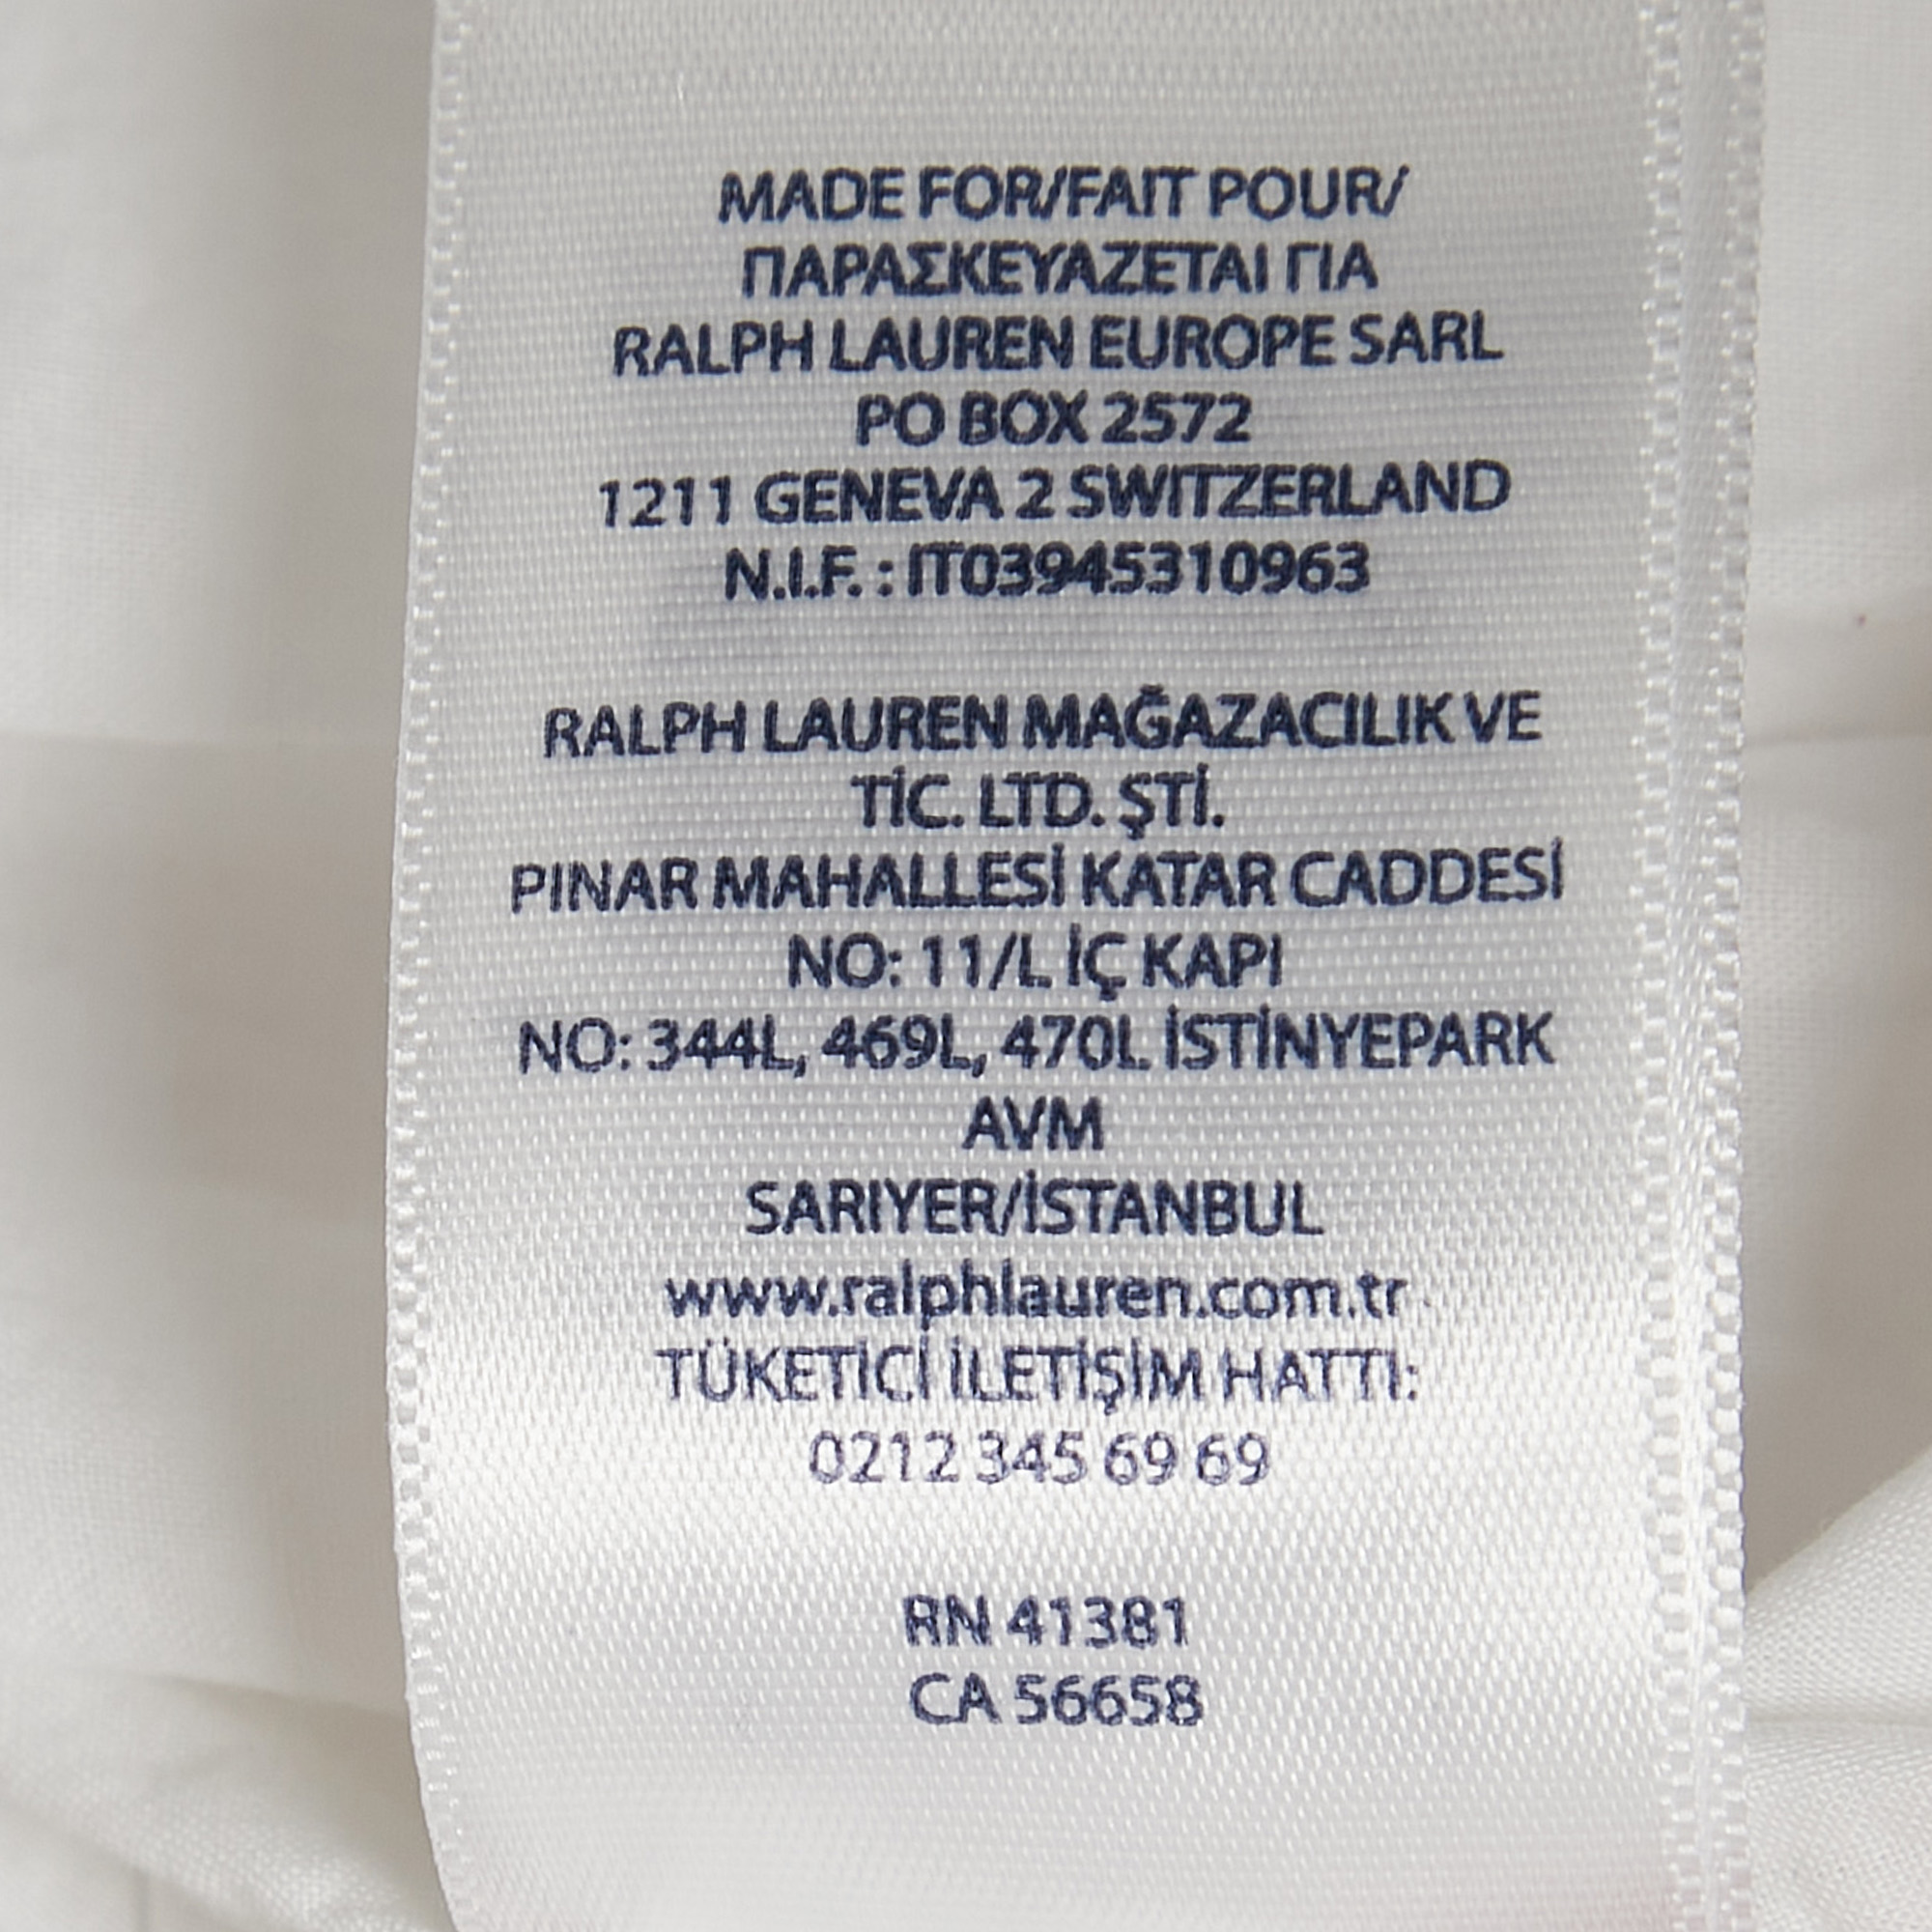 MADE FOR/FAIT POUR/
ΠΑΡΑΣΚΕΥΑΖΕΤΑΙ ΓΙΑ
RALPH LAUREN EUROPE SARL
PO BOX 2572
1211 GENEVA 2 SWITZERLAND
N.I.F. : IT03945310963
RALPH LAUREN MAĞAZACILIK VE
TİC. LTD. ŞTİ.
PINAR MAHALLESİ KATAR CADDESİ
NO: 11/L İÇ KAPI
NO: 344L, 469L, 470L İSTİNYEPARK
AVM
SARIYER/İSTANBUL
www.ralphlauren.com.tr
TÜKETİCİ İLETİŞİM HATTI:
0212 345 69 69
RN 41381
CA 56658